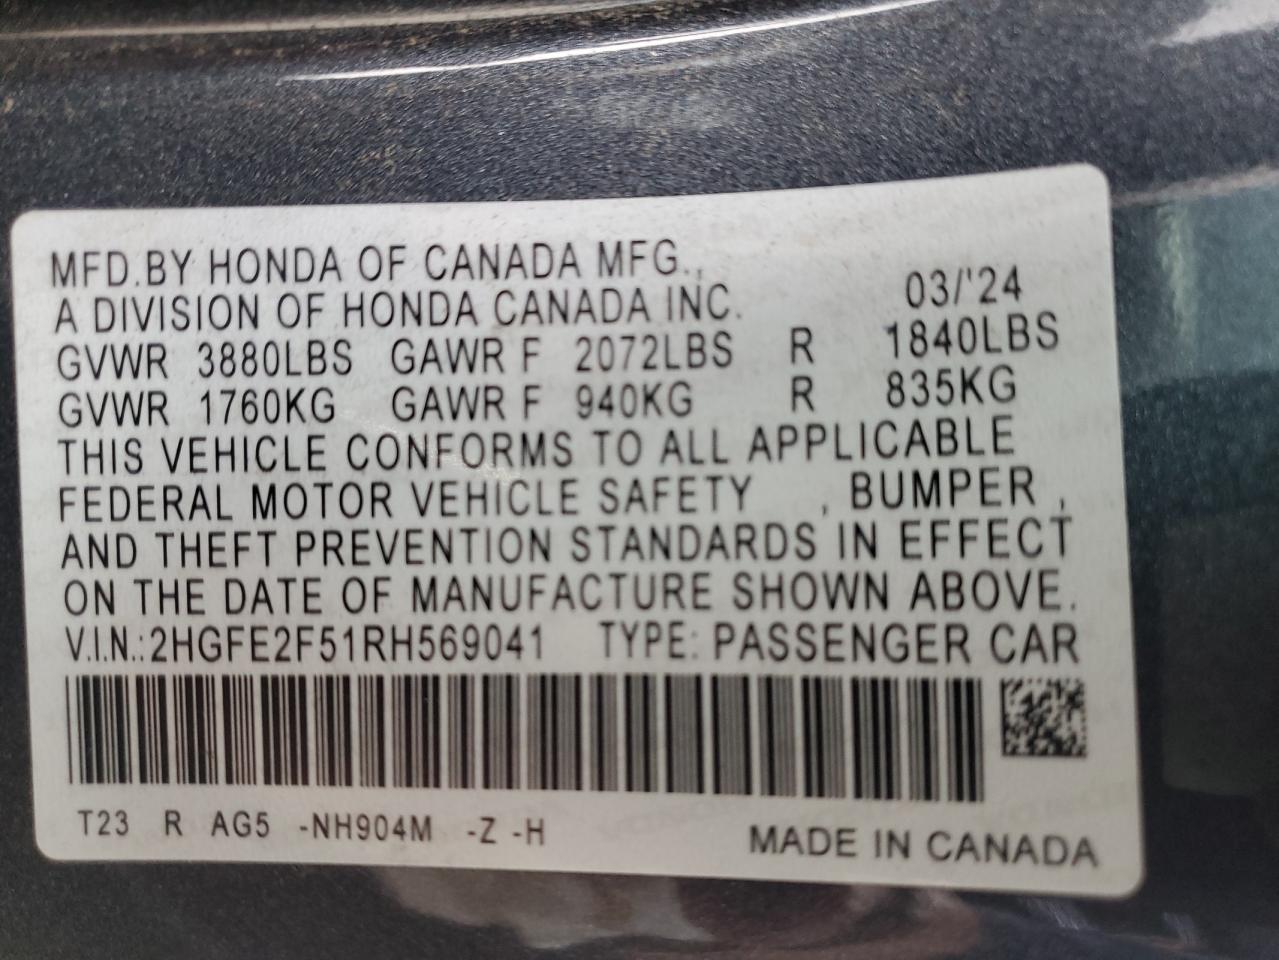 MFD.BY HONDA OF CANADA MFG.,
A DIVISION OF HONDA CANADA INC. 03/'24
GVWR 3880LBS GAWR F 2072LBS R 1840LBS
GVWR 1760KG GAWR F 940KG R 835KG
THIS VEHICLE CONFORMS TO ALL APPLICABLE
FEDERAL MOTOR VEHICLE SAFETY , BUMPER ,
AND THEFT PREVENTION STANDARDS IN EFFECT
ON THE DATE OF MANUFACTURE SHOWN ABOVE.
V.I.N.:2HGFE2F51RH569041 TYPE: PASSENGER CAR
T23 R AG5 -NH904M -Z -H MADE IN CANADA